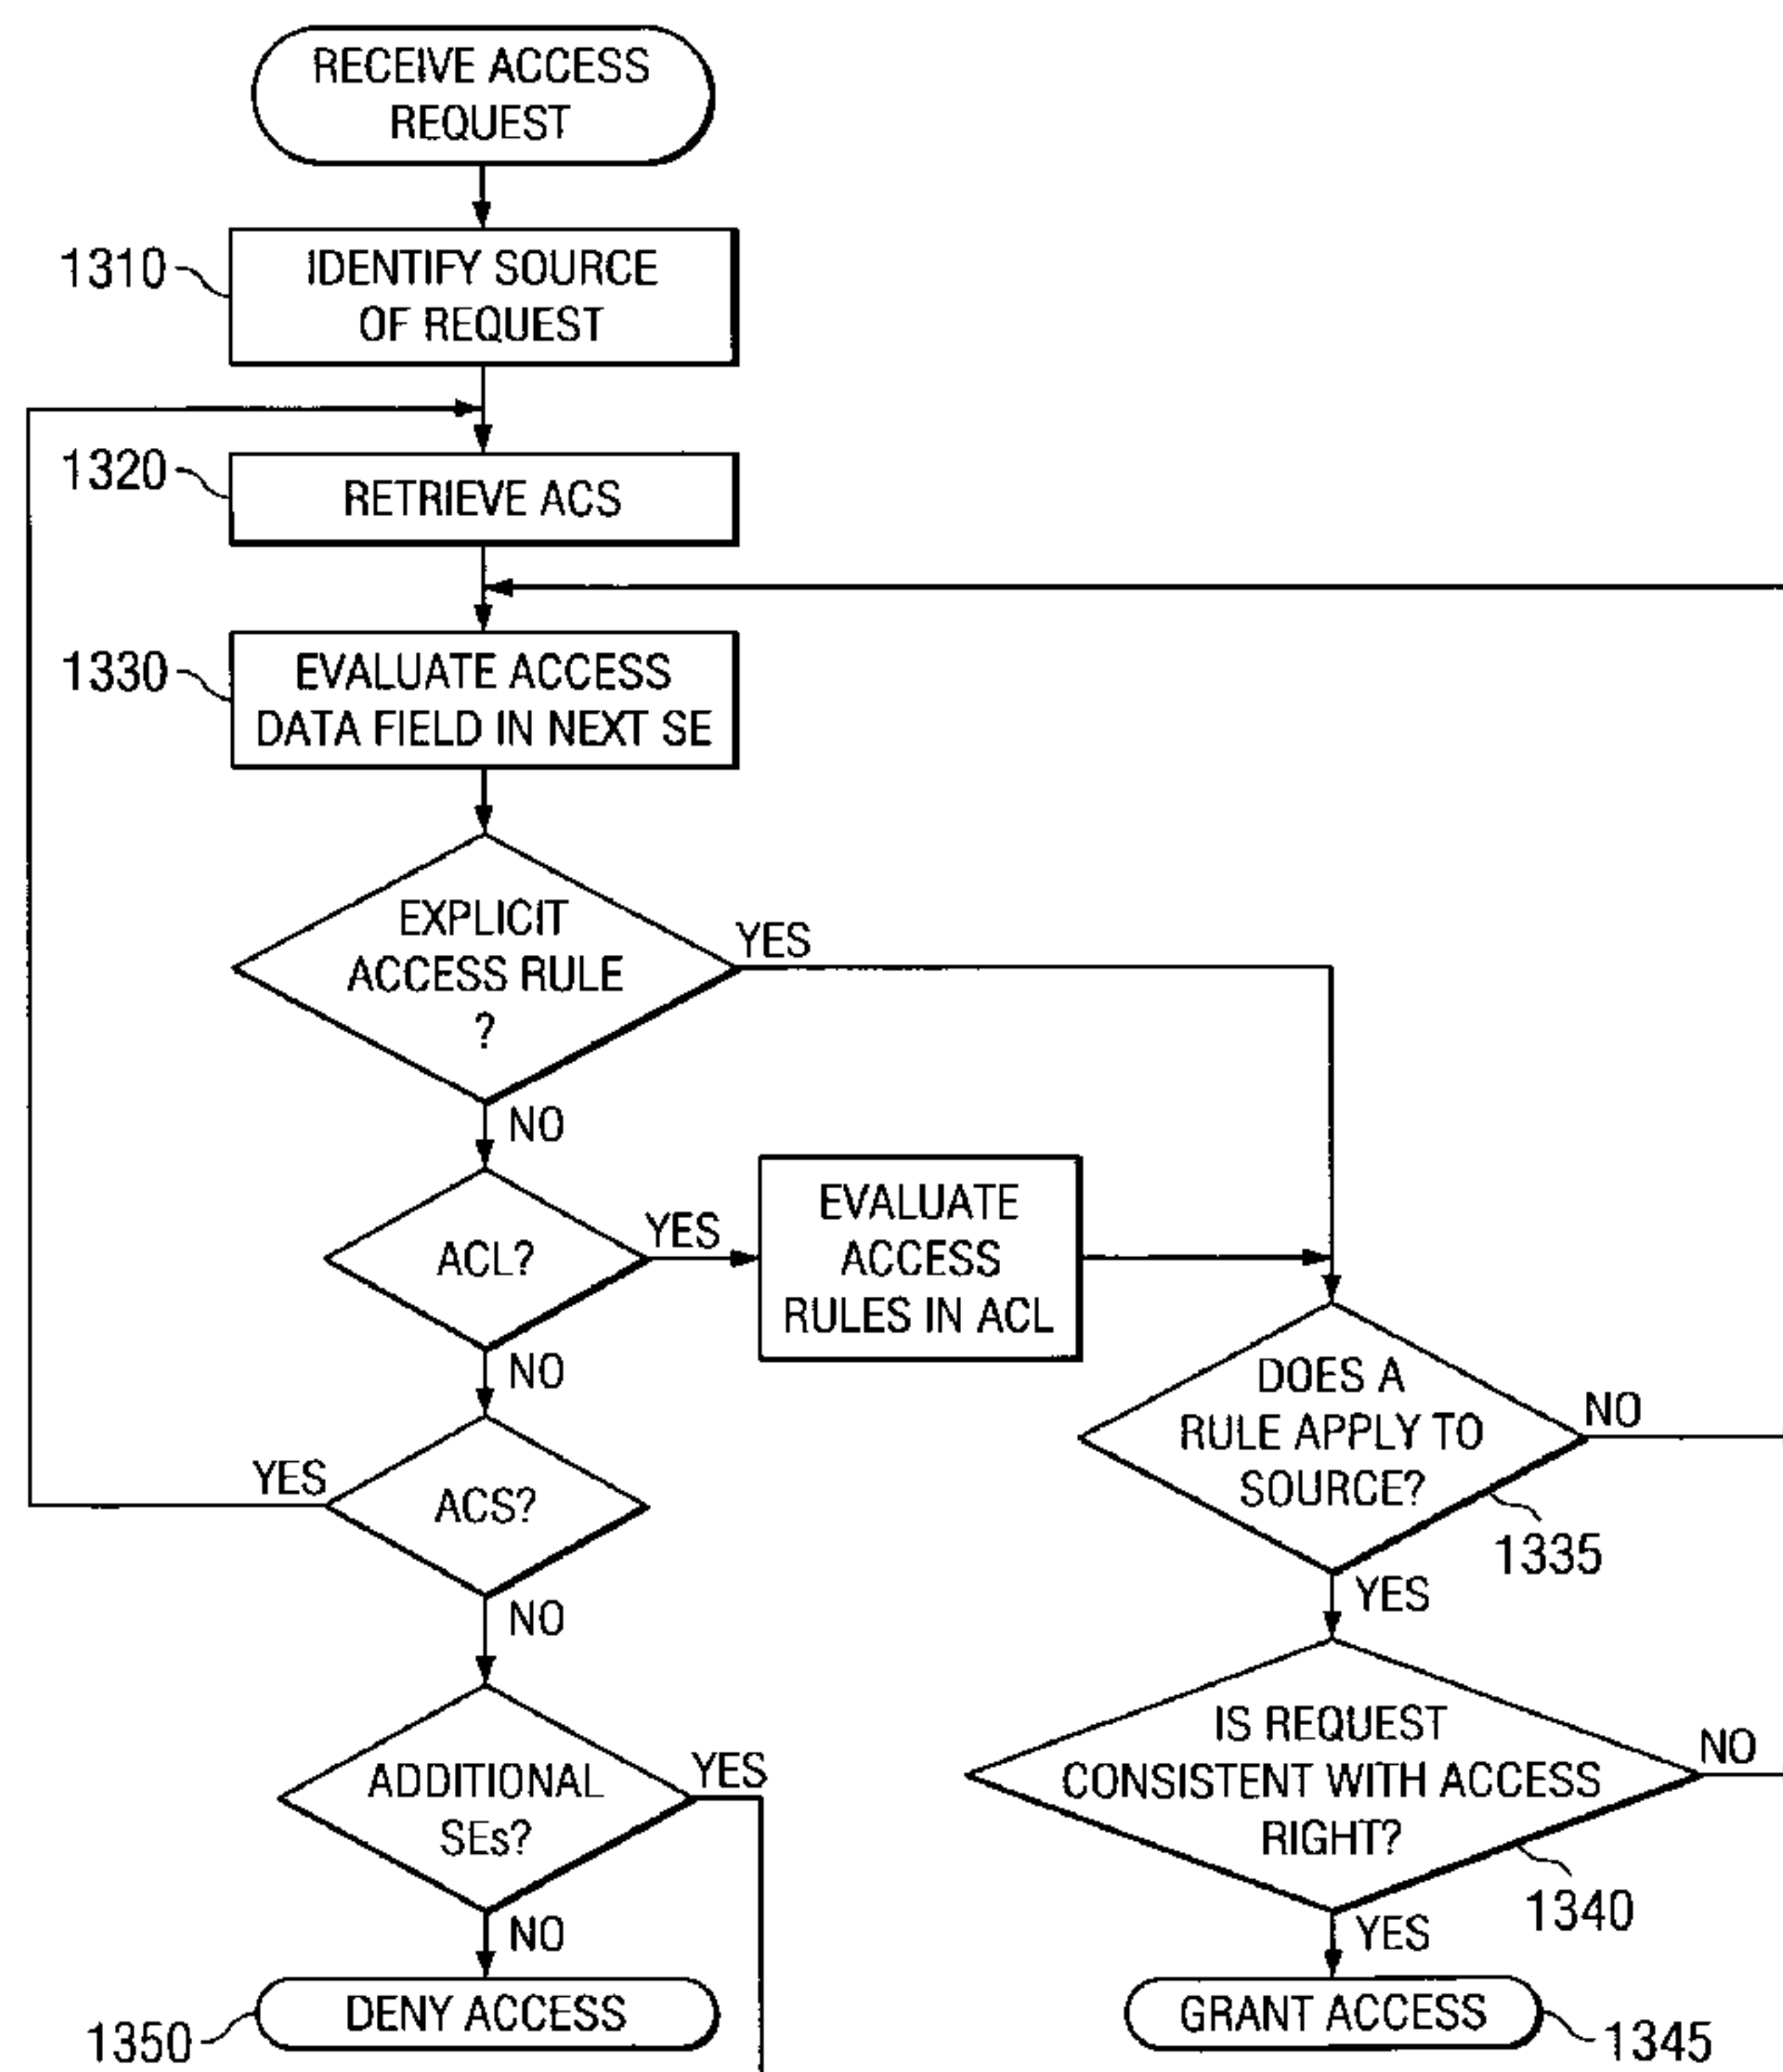 RECEIVE ACCESS
REQUEST
1310
IDENTIFY SOURCE
OF REQUEST
1320
RETRIEVE ACS
1330
EVALUATE ACCESS
DATA FIELD IN NEXT SE
EXPLICIT
ACCESS RULE
?
YES
NO
ACL?
YES
EVALUATE
ACCESS
RULES IN ACL
NO
DOES A
RULE APPLY TO
SOURCE?
NO
1335
YES
ACS?
YES
NO
IS REQUEST
CONSISTENT WITH ACCESS
RIGHT?
NO
1340
YES
ADDITIONAL
SEs?
YES
NO
DENY ACCESS
1350
GRANT ACCESS
1345